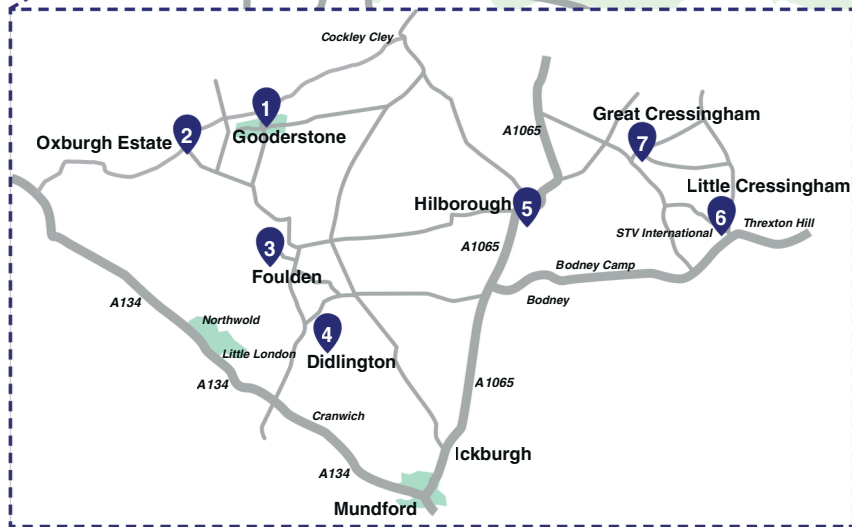 Cockley Cley
1
Gooderstone
2
Oxburgh Estate
A1065
Great Cressingham
7
Hilborough
5
Little Cressingham
6
STV International
Threxton Hill
A1065
3
Foulden
Bodney Camp
Bodney
A134
Northwold
4
Little London
Didlington
A134
A1065
Cranwich
Ickburgh
A134
Mundford